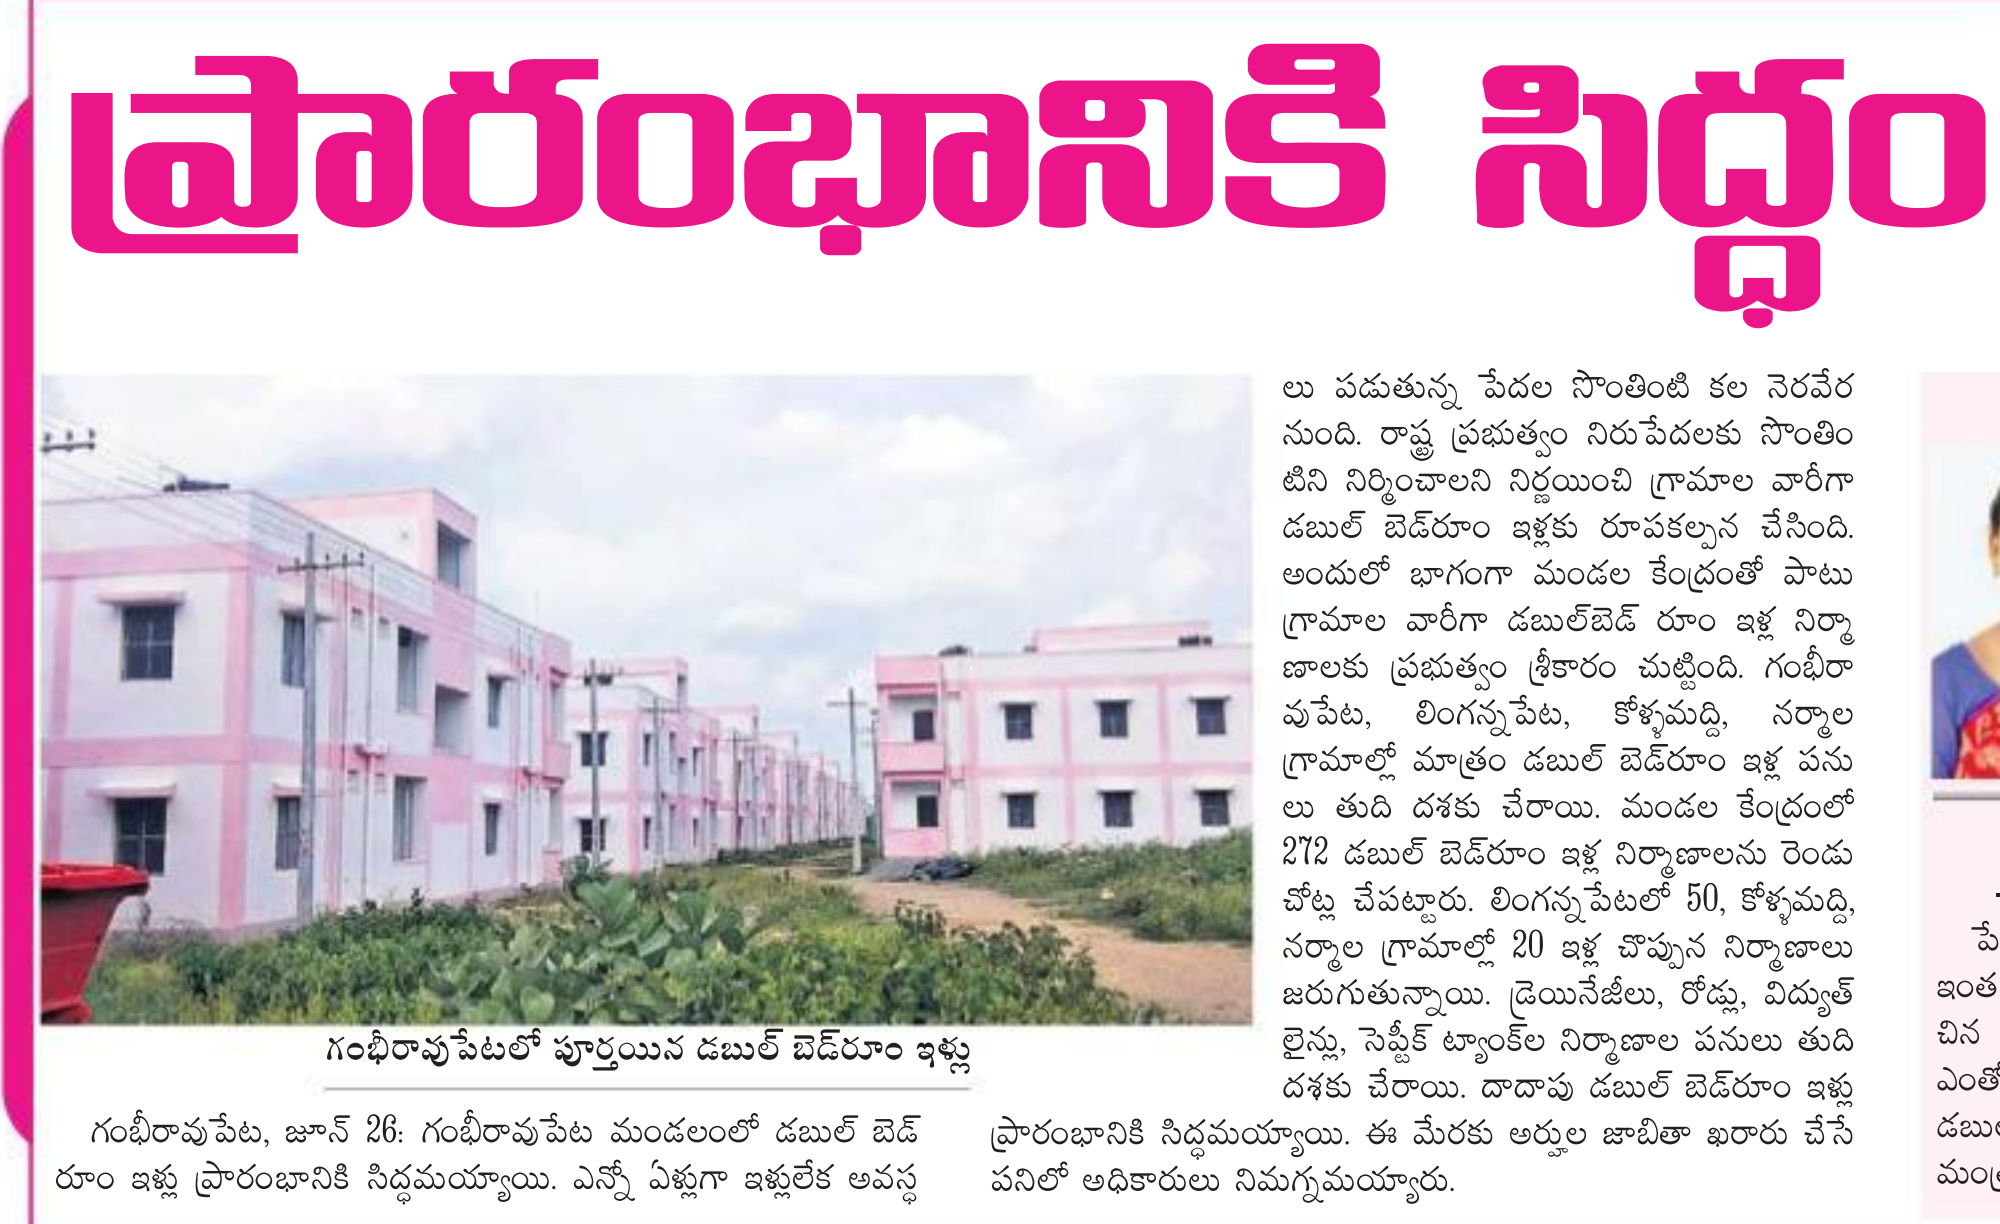 ప్రారంభానికి సిద్ధం
గంభీరావుపేటలో పూర్తయిన డబుల్ బెడ్‌రూం ఇళ్లు
గంభీరావుపేట, జూన్ 26: గంభీరావుపేట మండలంలో డబుల్ బెడ్
రూం ఇళ్లు ప్రారంభానికి సిద్ధమయ్యాయి. ఎన్నో ఏళ్లుగా ఇళ్లులేక అవస్థ
లు పడుతున్న పేదల సొంతింటి కల నెరవేర
నుంది. రాష్ట్ర ప్రభుత్వం నిరుపేదలకు సొంతిం
టిని నిర్మించాలని నిర్ణయించి గ్రామాల వారీగా
డబుల్ బెడ్‌రూం ఇళ్లకు రూపకల్పన చేసింది.
అందులో భాగంగా మండల కేంద్రంతో పాటు
గ్రామాల వారీగా డబుల్‌బెడ్ రూం ఇళ్ల నిర్మా
ణాలకు ప్రభుత్వం శ్రీకారం చుట్టింది. గంభీరా
వుపేట, లింగన్నపేట, కోళ్ళమద్ది, నర్మాల
గ్రామాల్లో మాత్రం డబుల్ బెడ్‌రూం ఇళ్ల పను
లు తుది దశకు చేరాయి. మండల కేంద్రంలో
272 డబుల్ బెడ్‌రూం ఇళ్ల నిర్మాణాలను రెండు
చోట్ల చేపట్టారు. లింగన్నపేటలో 50, కోళ్ళమద్ది,
నర్మాల గ్రామాల్లో 20 ఇళ్ల చొప్పున నిర్మాణాలు
జరుగుతున్నాయి. డ్రెయినేజీలు, రోడ్లు, విద్యుత్
లైన్లు, సెప్టిక్ ట్యాంక్‌ల నిర్మాణాల పనులు తుది
దశకు చేరాయి. దాదాపు డబుల్ బెడ్‌రూం ఇళ్లు
ప్రారంభానికి సిద్ధమయ్యాయి. ఈ మేరకు అర్హుల జాబితా ఖరారు చేసే
పనిలో అధికారులు నిమగ్నమయ్యారు.
ఇంత
చిన